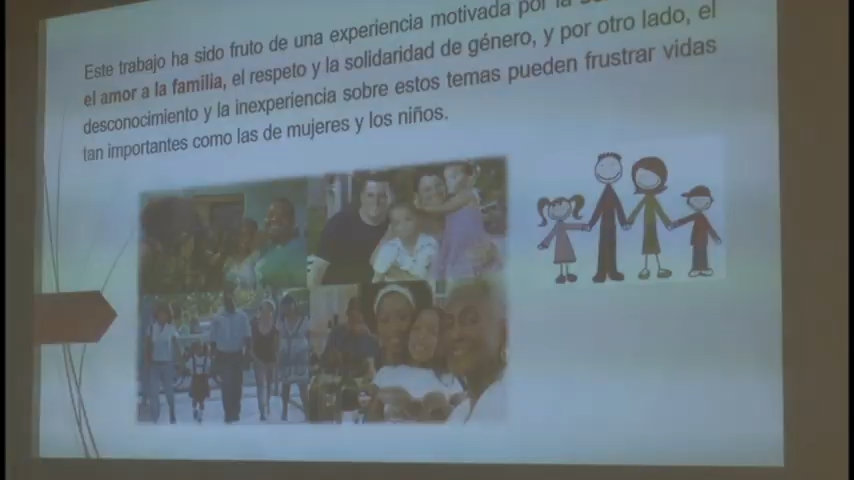 Este trabajo ha sido fruto de una experiencia motivada por la
el amor a la familia, el respeto y la solidaridad de género, y por otro lado, el
desconocimiento y la inexperiencia sobre estos temas pueden frustrar vidas
tan importantes como las de mujeres y los niños.